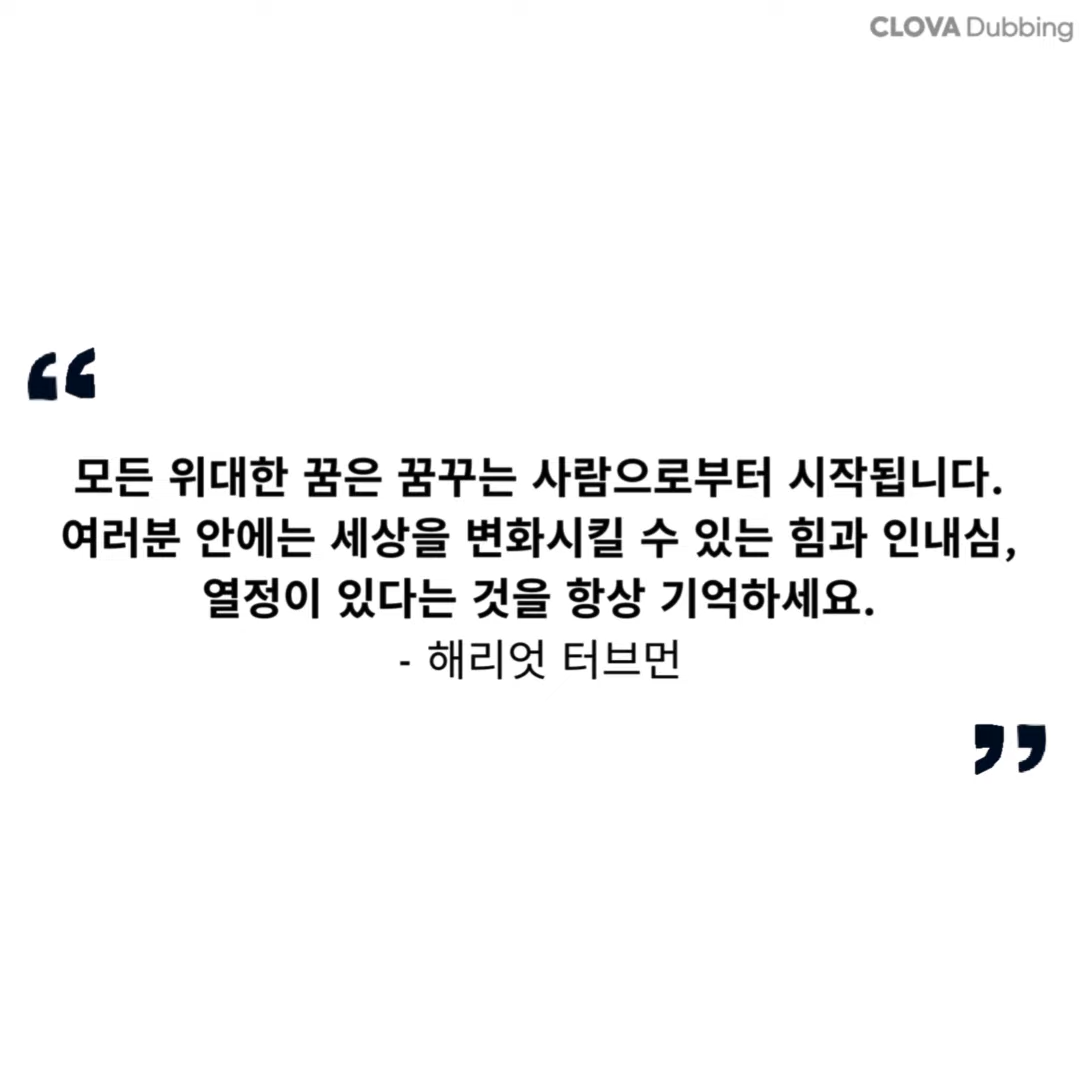 CLOVA Dubbing
“
모든 위대한 꿈은 꿈꾸는 사람으로부터 시작됩니다.
여러분 안에는 세상을 변화시킬 수 있는 힘과 인내심,
열정이 있다는 것을 항상 기억하세요.
- 해리엇 터브먼
”